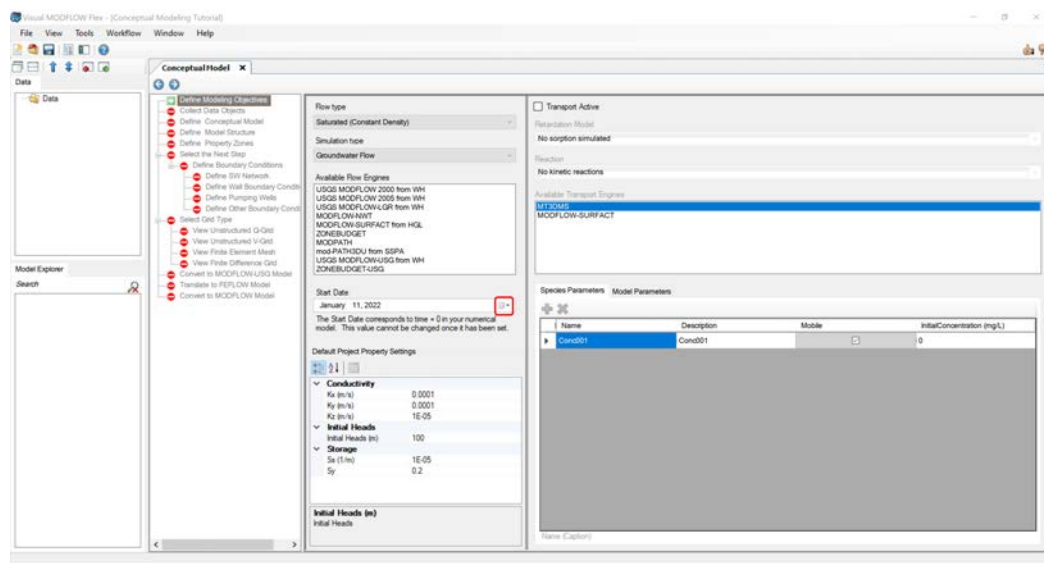 Visual MODFLOW Flex - [Conceptual Modeling Tutorial]
File View Tools Workflow Window Help
Conceptual Model
Data
Data
Define Modeling Objectives
Collect Data Objects
Define Conceptual Model
Define Model Structure
Define Property Zones
Select the Next Step
Define Boundary Conditions
Define SW Network
Define Wall Boundary Conditi
Define Pumping Wells
Define Other Boundary Condi
Select Grid Type
View Unstructured Q-Grid
View Unstructured V-Grid
View Finite Element Mesh
View Finite Difference Grid
Convert to MODFLOW-USG Model
Translate to FEFLOW Model
Convert to MODFLOW Model
Model Explorer
Search
Flow type
Saturated (Constant Density)
Simulation type
Groundwater Flow
Available Flow Engines
USGS MODFLOW 2000 from WH
USGS MODFLOW 2005 from WH
USGS MODFLOW-LGR from WH
MODFLOW-NWT
MODFLOW-SURFACT from HGL
ZONEBUDGET
MODPATH
mod-PATH3DU from SSPA
USGS MODFLOW-USG from WH
ZONEBUDGET-USG
Start Date
January 11, 2022
The Start Date corresponds to time = 0 in your numerical
model. This value cannot be changed once it has been set.
Default Project Property Settings
Conductivity
Kx (m/s) 0.0001
Ky (m/s) 0.0001
Kz (m/s) 1E-05
Initial Heads
Initial Heads (m) 100
Storage
Ss (1/m) 1E-05
Sy 0.2
Initial Heads (m)
Initial Heads
Transport Active
Retardation Model
No sorption simulated
Reaction
No kinetic reactions
Available Transport Engines
MT3DMS
MODFLOW-SURFACT
Species Parameters Model Parameters
Name Description Mobile InitialConcentration (mg/L)
Conc001 Conc001 0
Name (Caption)